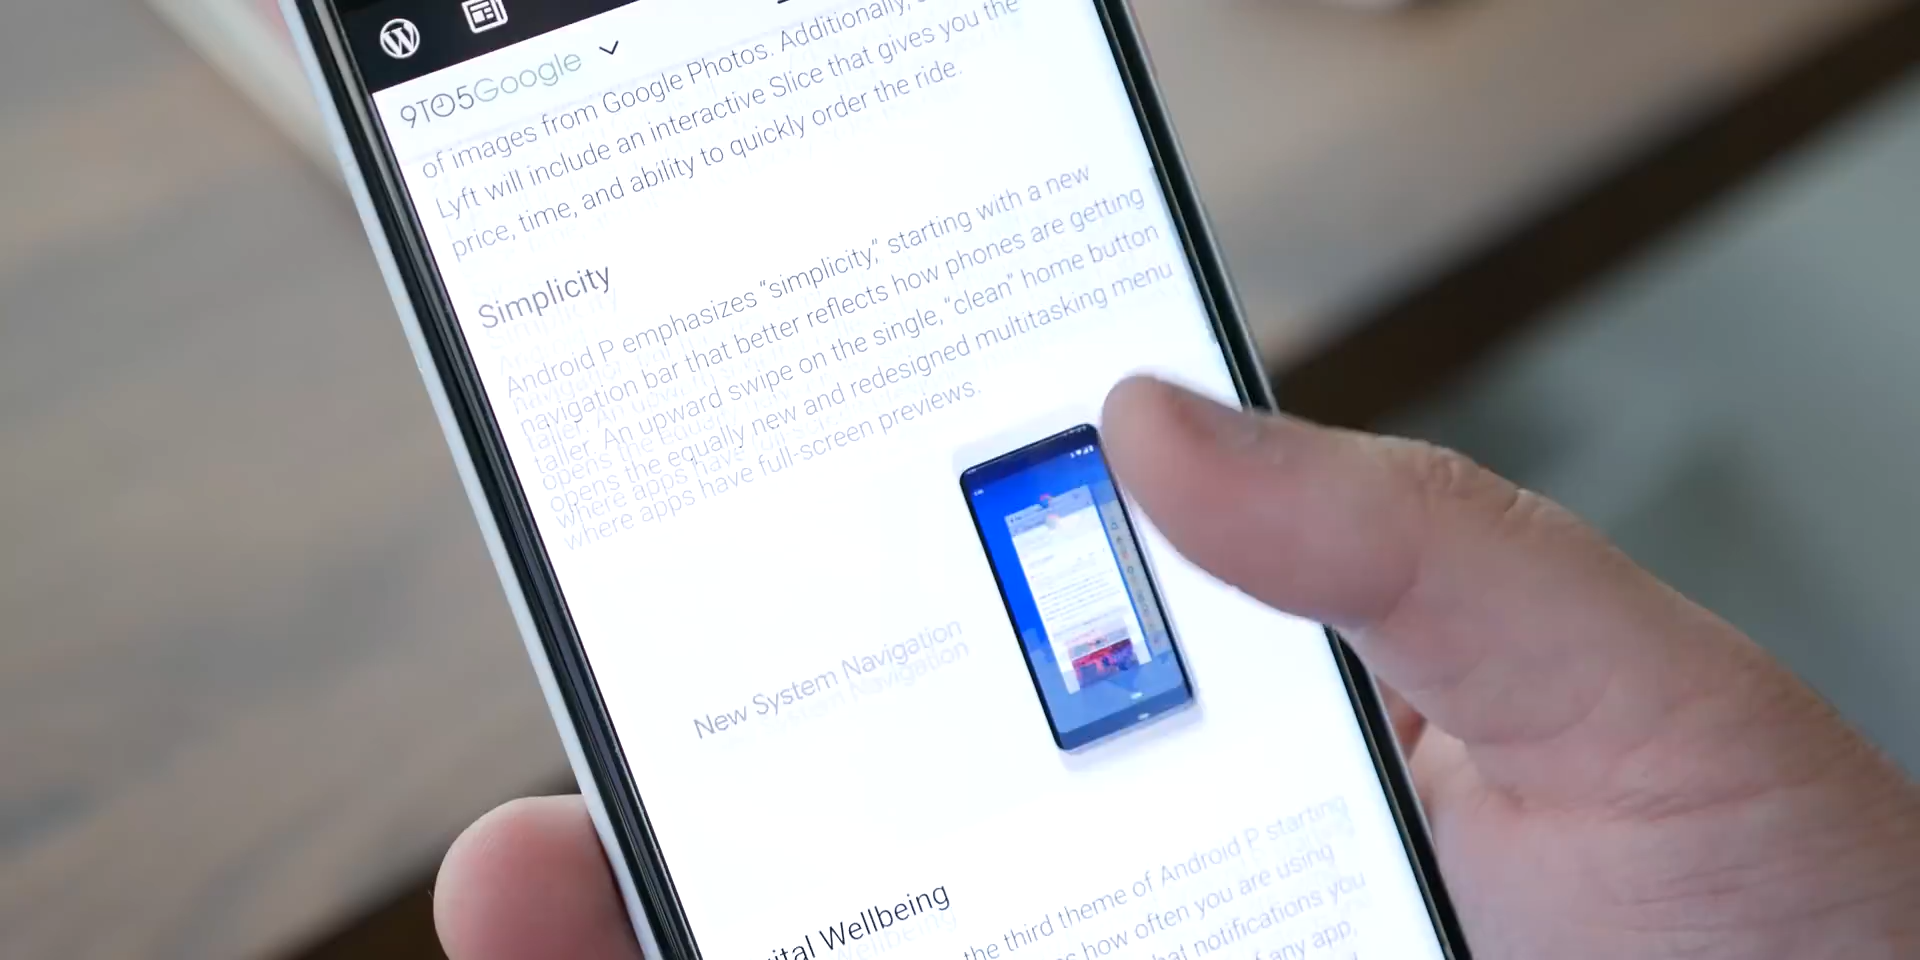 9TO5Google
of images from Google Photos. Additionally,
Lyft will include an interactive Slice that gives you the
price, time, and ability to quickly order the ride.
Simplicity
Android P emphasizes “simplicity,” starting with a new
navigation bar that better reflects how phones are getting
taller. An upward swipe on the single, “clean” home button
opens the equally new and redesigned multitasking menu
where apps have full-screen previews.
New System Navigation
ital Wellbeing
the third theme of Android P starting
how often you are using
notifications you
of any app,